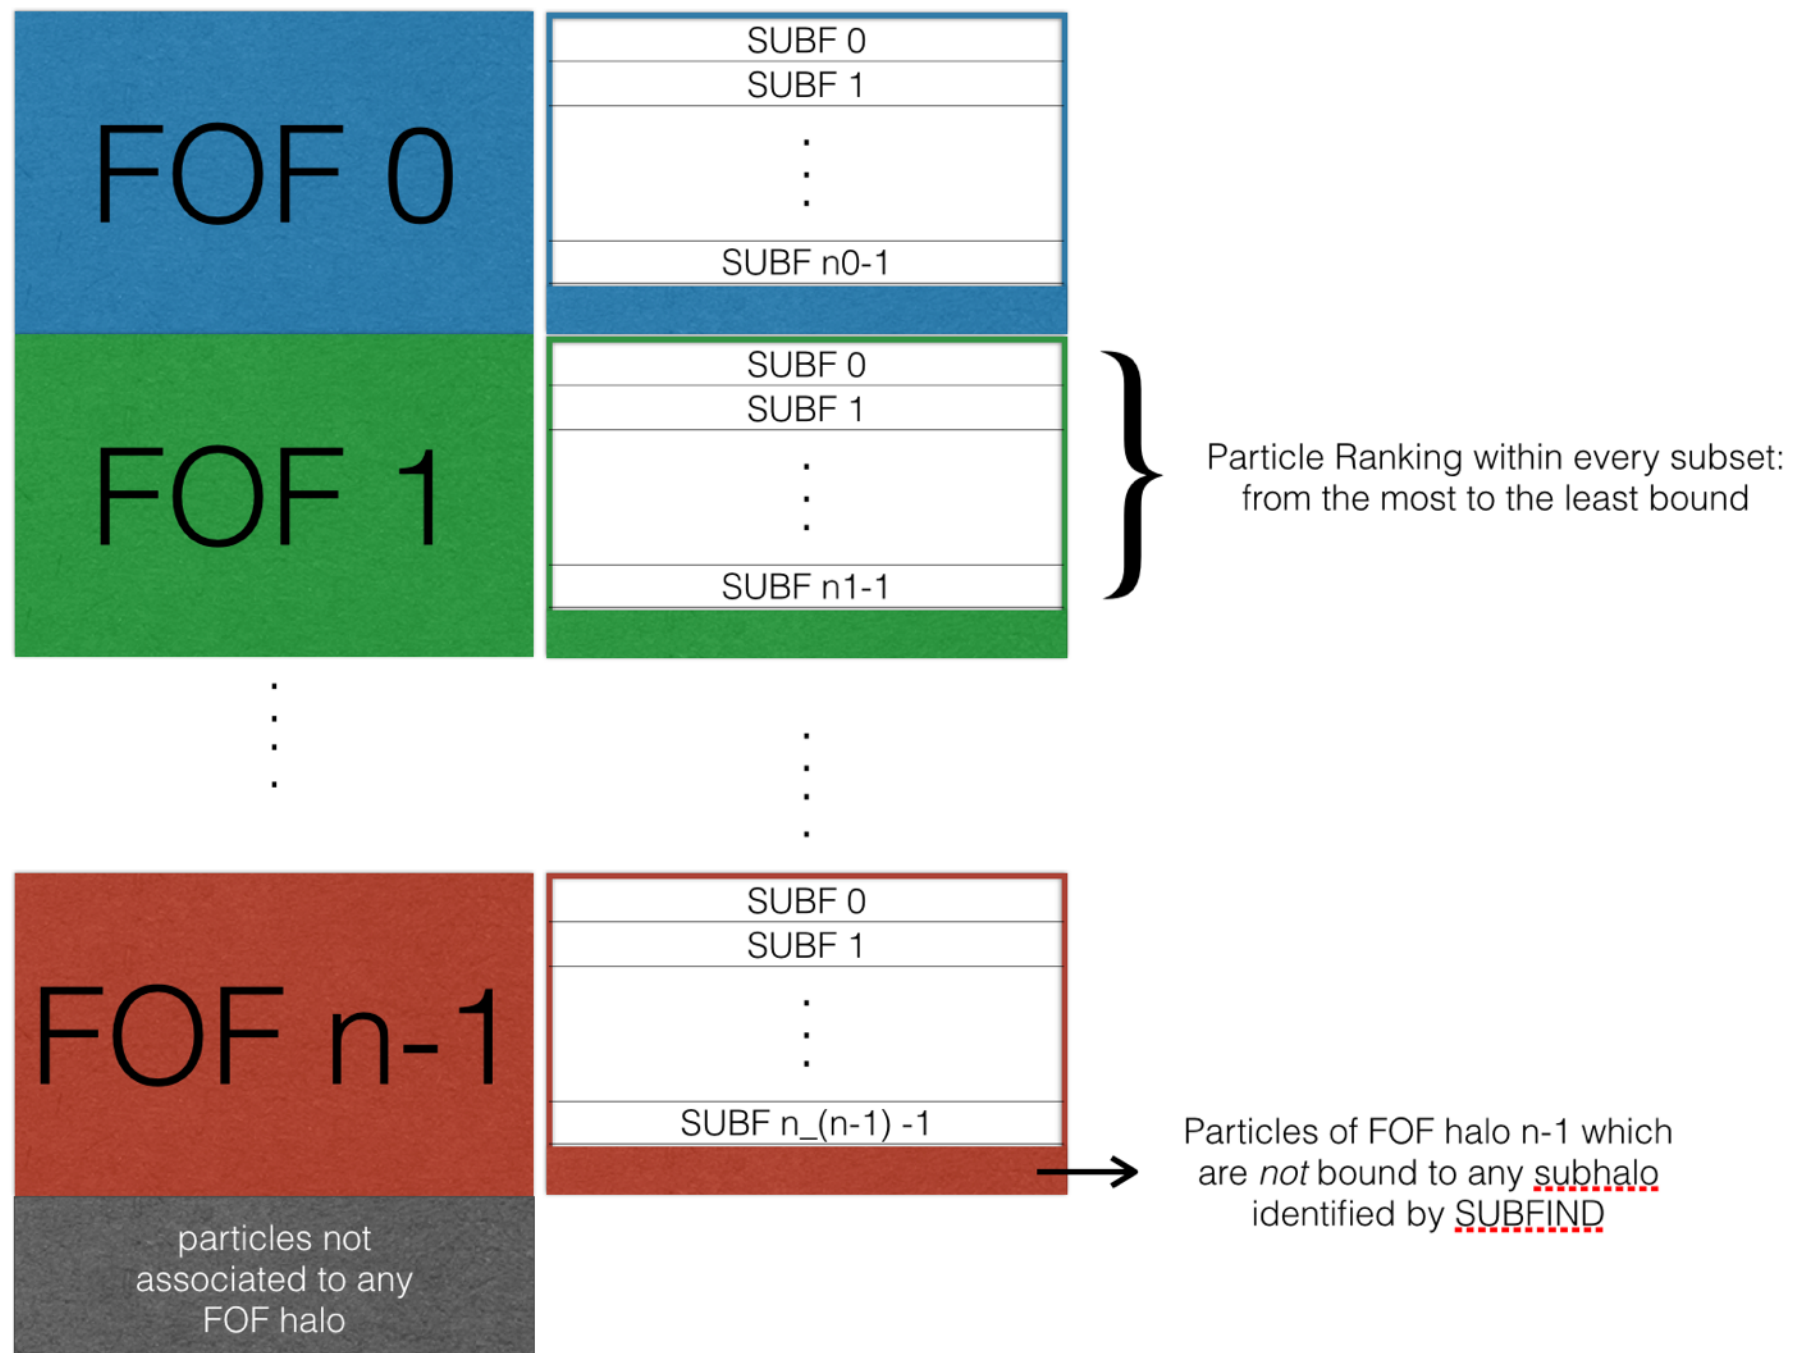 FOF 0
SUBF 0
SUBF 1
SUBF n0-1
FOF 1
SUBF 0
SUBF 1
SUBF n1-1
Particle Ranking within every subset:
from the most to the least bound
FOF n-1
SUBF 0
SUBF 1
SUBF n_(n-1) -1
Particles of FOF halo n-1 which
are not bound to any subhalo
identified by SUBFIND
particles not
associated to any
FOF halo